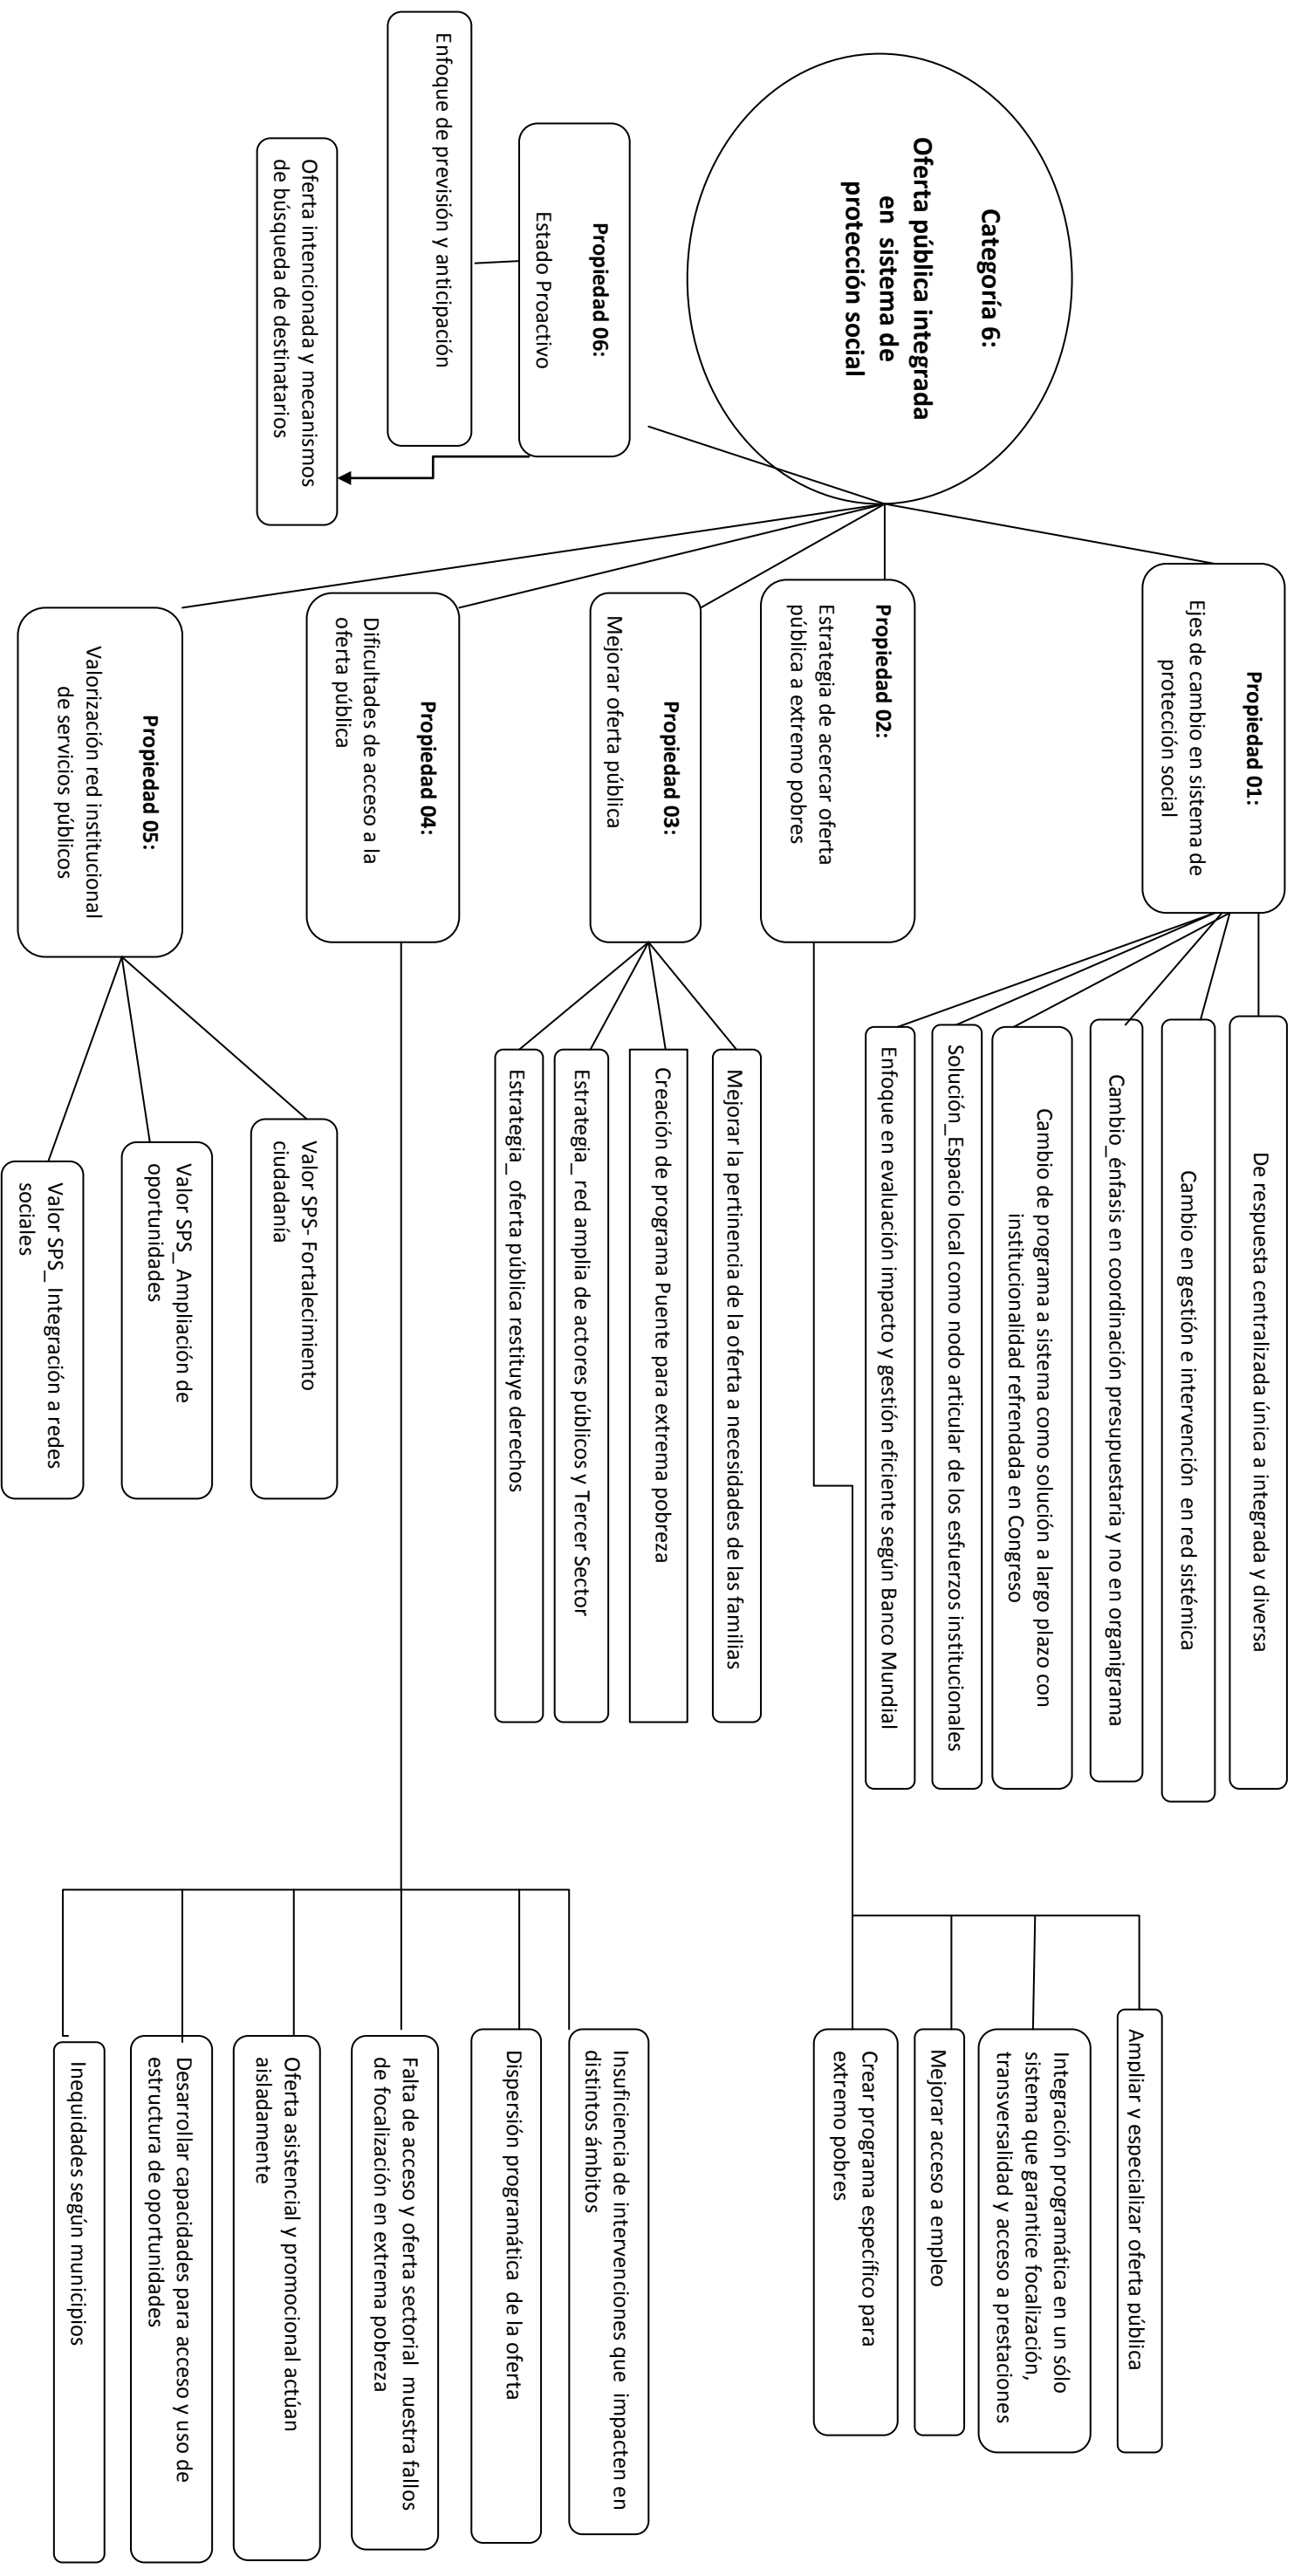 Categoría 6:
Oferta pública integrada
en sistema de
protección social
Propiedad 06:
Estado Proactivo
Enfoque de previsión y anticipación
Oferta intencionada y mecanismos
de búsqueda de destinatarios
Propiedad 01:
Ejes de cambio en sistema de
protección social
De respuesta centralizada única a integrada y diversa
Cambio en gestión e intervención en red sistémica
Cambio_énfasis en coordinación presupuestaria y no en organigrama
Cambio de programa a sistema como solución a largo plazo con
institucionalidad refrendada en Congreso
Solución_Espacio local como nodo articular de los esfuerzos institucionales
Enfoque en evaluación impacto y gestión eficiente según Banco Mundial
Propiedad 02:
Estrategia de acercar oferta
pública a extremo pobres
Ampliar y especializar oferta pública
Integración programática en un sólo
sistema que garantice focalización,
transversalidad y acceso a prestaciones
Mejorar acceso a empleo
Crear programa específico para
extremo pobres
Propiedad 03:
Mejorar oferta pública
Mejorar la pertinencia de la oferta a necesidades de las familias
Creación de programa Puente para extrema pobreza
Estrategia_ red amplia de actores públicos y Tercer Sector
Estrategia_ oferta pública restituye derechos
Propiedad 04:
Dificultades de acceso a la
oferta pública
Insuficiencia de intervenciones que impacten en
distintos ámbitos
Dispersión programática de la oferta
Falta de acceso y oferta sectorial muestra fallos
de focalización en extrema pobreza
Oferta asistencial y promocional actúan
aisladamente
Desarrollar capacidades para acceso y uso de
estructura de oportunidades
Inequidades según municipios
Propiedad 05:
Valorización red institucional
de servicios públicos
Valor SPS- Fortalecimiento
ciudadanía
Valor SPS_ Ampliación de
oportunidades
Valor SPS_ Integración a redes
sociales